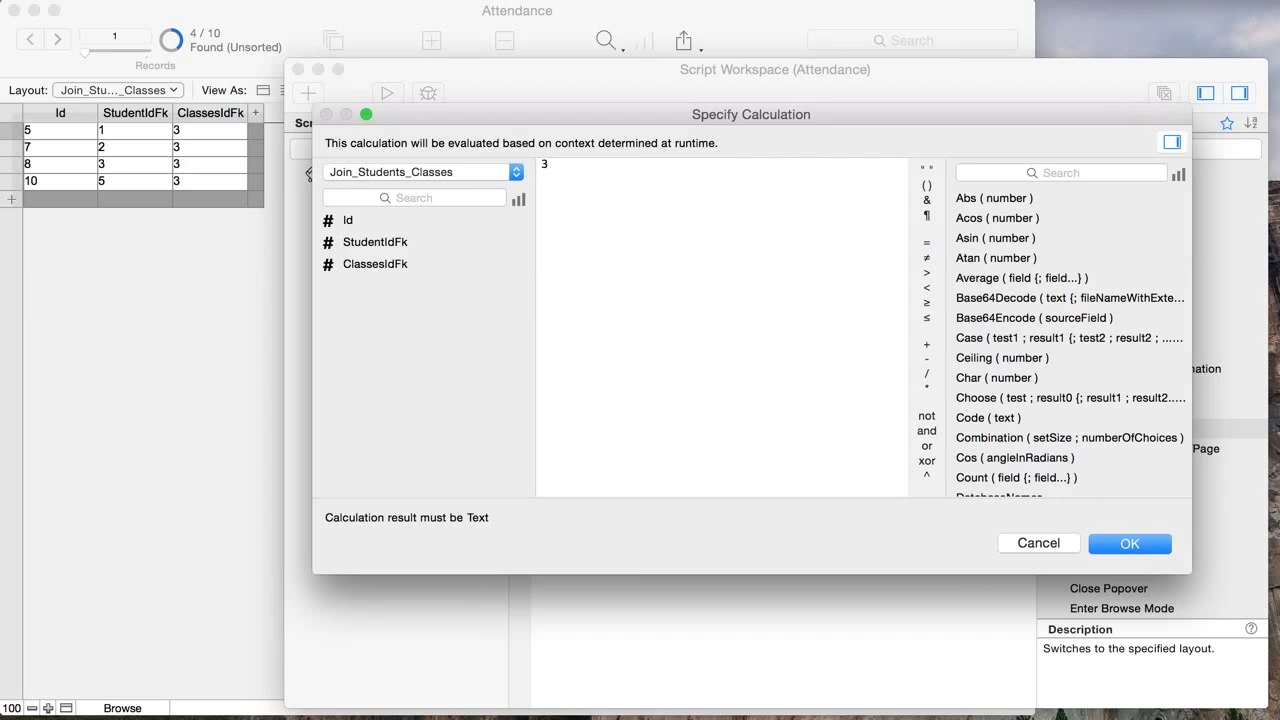 Attendance
1
4 / 10
Found (Unsorted)
Records
Search
Layout: Join_Stu..._Classes
View As:
Id StudentIdFk ClassesIdFk +
5 1 3
7 2 3
8 3 3
10 5 3
+
100
Browse
Script Workspace (Attendance)
Specify Calculation
This calculation will be evaluated based on context determined at runtime.
Join_Students_Classes
Search
# Id
# StudentIdFk
# ClassesIdFk
3
" "
( )
&
¶
=
≠
>
<
≥
≤
+
-
/
*
not
and
or
xor
^
Search
Abs ( number )
Acos ( number )
Asin ( number )
Atan ( number )
Average ( field {; field...} )
Base64Decode ( text {; fileNameWithExte...
Base64Encode ( sourceField )
Case ( test1 ; result1 {; test2 ; result2 ; ......
Ceiling ( number )
Char ( number )
Choose ( test ; result0 {; result1 ; result2.....
Code ( text )
Combination ( setSize ; numberOfChoices )
Cos ( angleInRadians )
Count ( field {; field...} )
Calculation result must be Text
Cancel
OK
Page
Close Popover
Enter Browse Mode
Description
Switches to the specified layout.